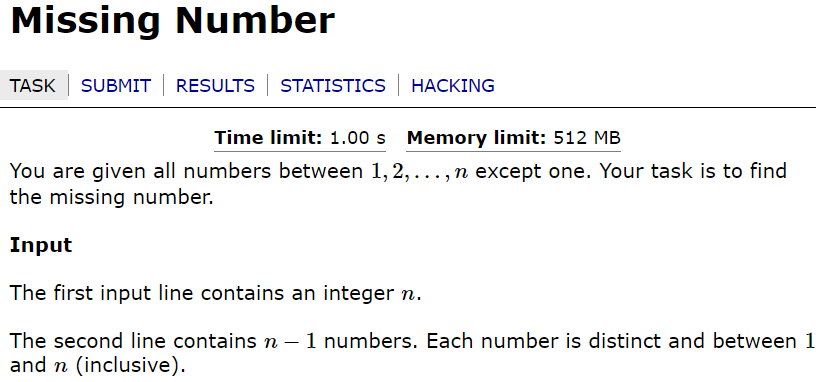 Missing Number
TASK | SUBMIT | RESULTS | STATISTICS | HACKING
Time limit: 1.00 s Memory limit: 512 MB
You are given all numbers between 1, 2, . . . , n except one. Your task is to find
the missing number.
Input
The first input line contains an integer n.
The second line contains n − 1 numbers. Each number is distinct and between 1
and n (inclusive).